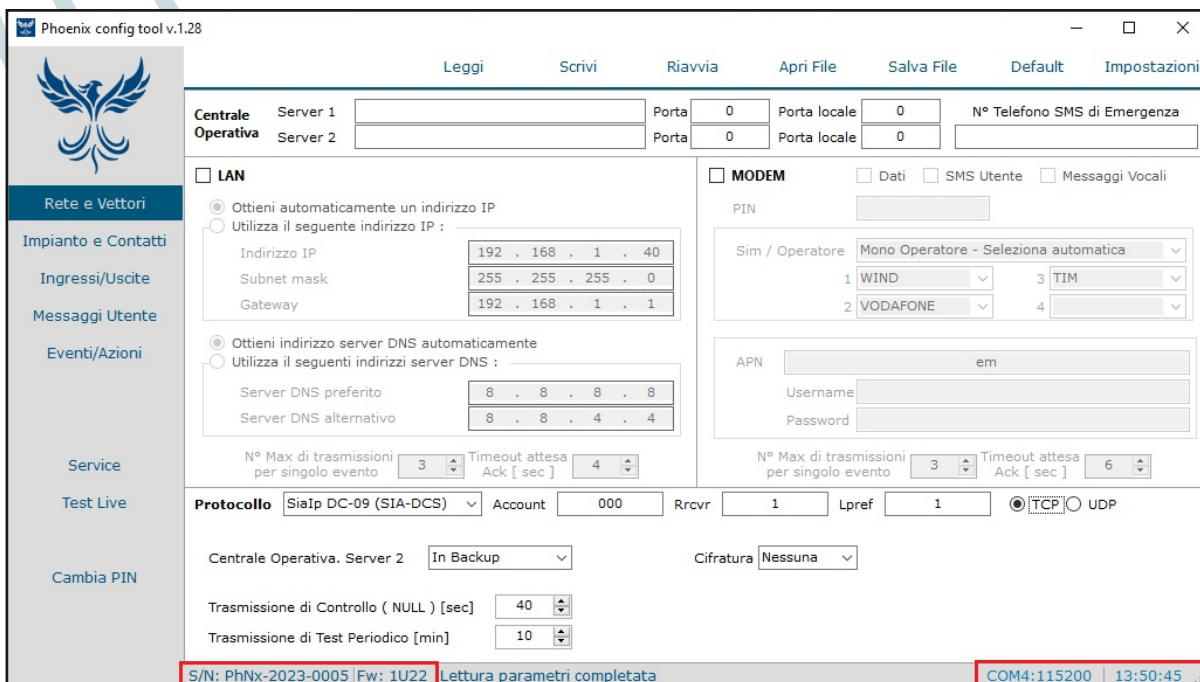 Phoenix config tool v.1.28
Leggi Scrivi Riavvia Apri File Salva File Default Impostazioni
Centrale Operativa
Server 1 Porta 0 Porta locale 0 N° Telefono SMS di Emergenza
Server 2 Porta 0 Porta locale 0
Rete e Vettori
Impianto e Contatti
Ingressi/Uscite
Messaggi Utente
Eventi/Azioni
Service
Test Live
Cambia PIN
LAN
Ottieni automaticamente un indirizzo IP
Utilizza il seguente indirizzo IP :
Indirizzo IP 192 . 168 . 1 . 40
Subnet mask 255 . 255 . 255 . 0
Gateway 192 . 168 . 1 . 1
Ottieni indirizzo server DNS automaticamente
Utilizza il seguenti indirizzi server DNS :
Server DNS preferito 8 . 8 . 8 . 8
Server DNS alternativo 8 . 8 . 4 . 4
N° Max di trasmissioni per singolo evento 3 Timeout attesa Ack [ sec ] 4
MODEM Dati SMS Utente Messaggi Vocali
PIN
Sim / Operatore Mono Operatore - Seleziona automatica
1 WIND 3 TIM
2 VODAFONE 4
APN em
Username
Password
N° Max di trasmissioni per singolo evento 3 Timeout attesa Ack [ sec ] 6
Protocollo SiaIp DC-09 (SIA-DCS) Account 000 Rrcvr 1 Lpref 1 TCP UDP
Centrale Operativa. Server 2 In Backup Cifratura Nessuna
Trasmissione di Controllo ( NULL ) [sec] 40
Trasmissione di Test Periodico [min] 10
S/N: PhNx-2023-0005 Fw: 1U22 Lettura parametri completata COM4:115200 13:50:45